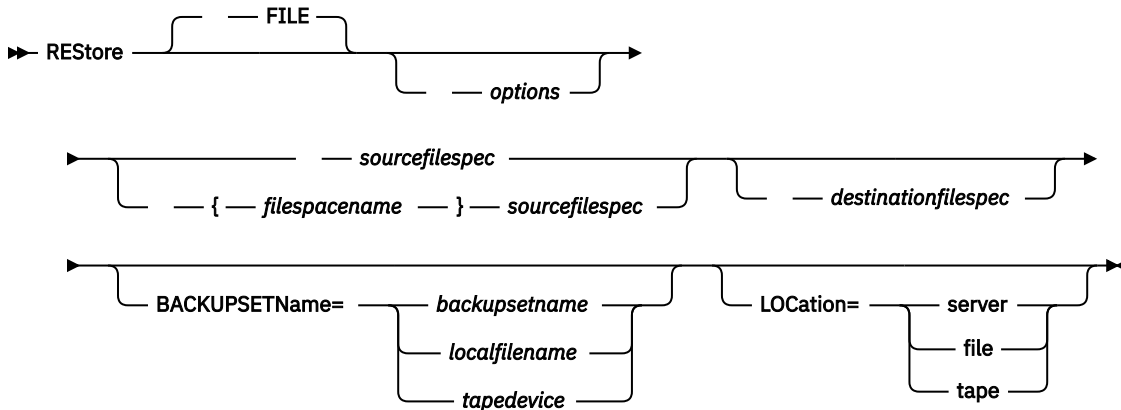 FILE
REStore
options
sourcefilespec
{ filespacename } sourcefilespec
destinationfilespec
BACKUPSETName= backupsetname
localfilename
tapedevice
LOCation= server
file
tape